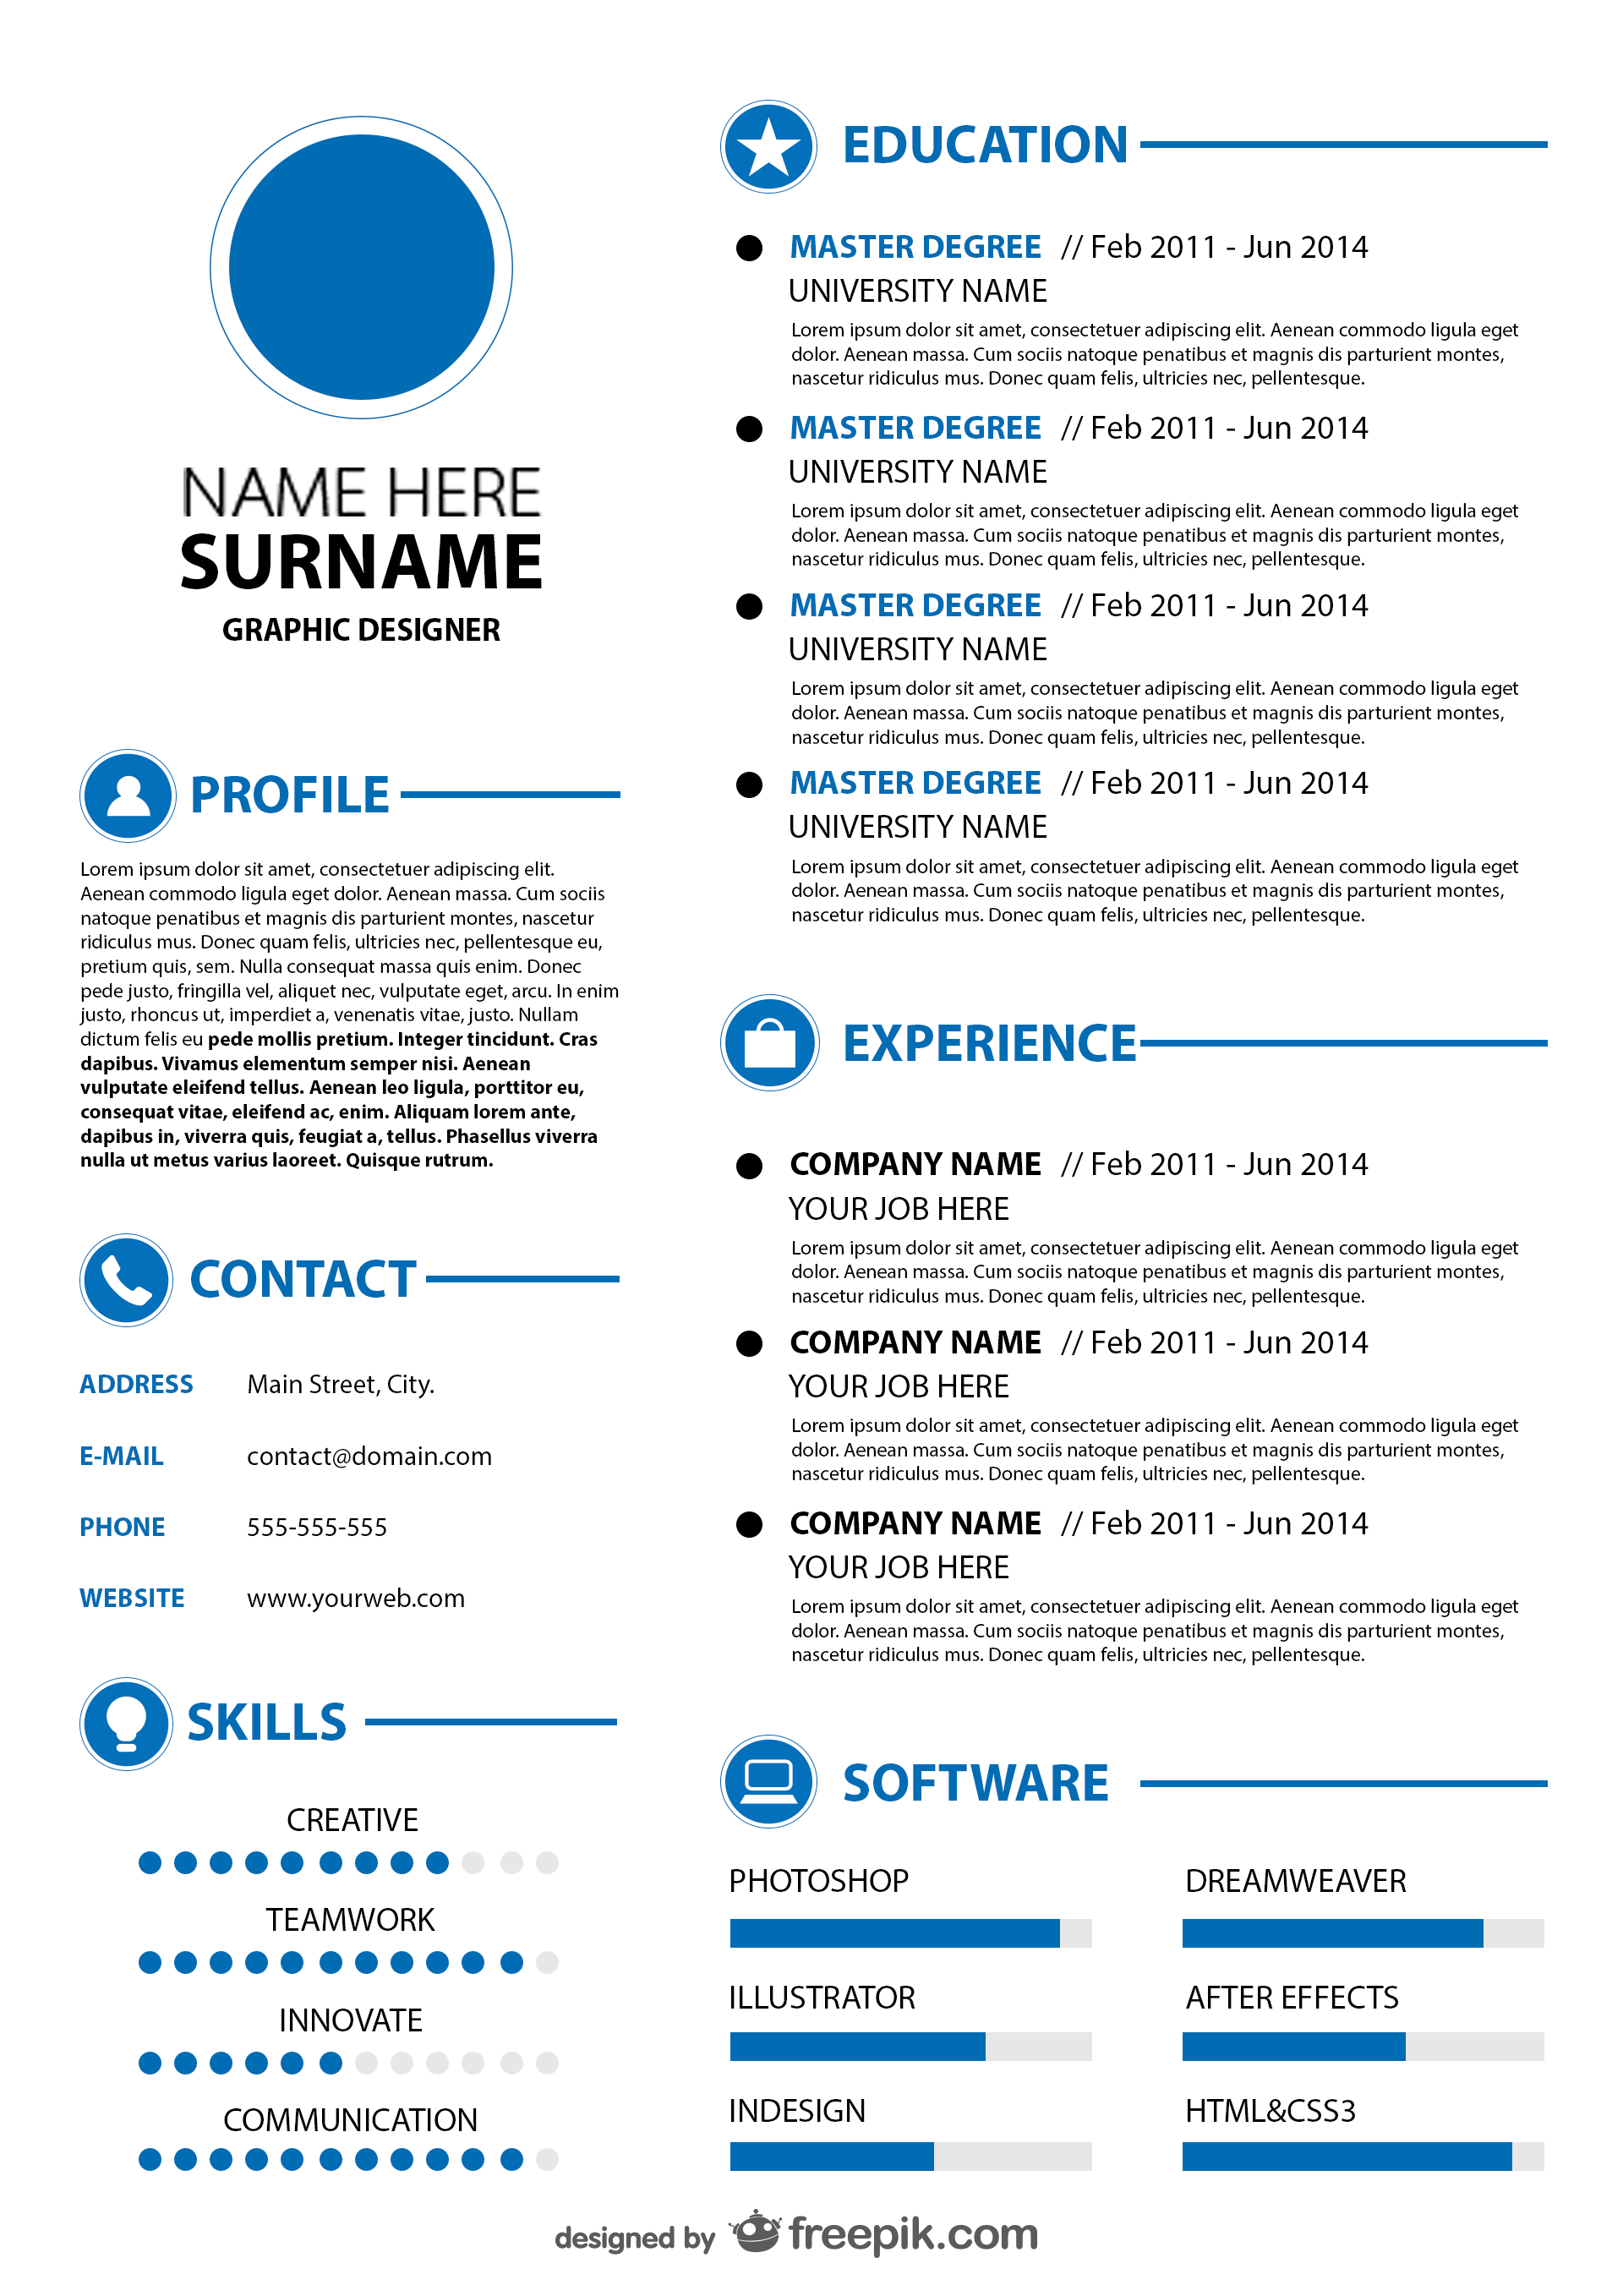 NAME HERE
SURNAME
GRAPHIC DESIGNER
PROFILE
Lorem ipsum dolor sit amet, consectetuer adipiscing elit.
Aenean commodo ligula eget dolor. Aenean massa. Cum sociis
natoque penatibus et magnis dis parturient montes, nascetur
ridiculus mus. Donec quam felis, ultricies nec, pellentesque eu,
pretium quis, sem. Nulla consequat massa quis enim. Donec
pede justo, fringilla vel, aliquet nec, vulputate eget, arcu. In enim
justo, rhoncus ut, imperdiet a, venenatis vitae, justo. Nullam
dictum felis eu pede mollis pretium. Integer tincidunt. Cras
dapibus. Vivamus elementum semper nisi. Aenean
vulputate eleifend tellus. Aenean leo ligula, porttitor eu,
consequat vitae, eleifend ac, enim. Aliquam lorem ante,
dapibus in, viverra quis, feugiat a, tellus. Phasellus viverra
nulla ut metus varius laoreet. Quisque rutrum.
CONTACT
ADDRESS Main Street, City.
E-MAIL contact@domain.com
PHONE 555-555-555
WEBSITE www.yourweb.com
SKILLS
CREATIVE
TEAMWORK
INNOVATE
COMMUNICATION
EDUCATION
MASTER DEGREE // Feb 2011 - Jun 2014
UNIVERSITY NAME
Lorem ipsum dolor sit amet, consectetuer adipiscing elit. Aenean commodo ligula eget
dolor. Aenean massa. Cum sociis natoque penatibus et magnis dis parturient montes,
nascetur ridiculus mus. Donec quam felis, ultricies nec, pellentesque.
MASTER DEGREE // Feb 2011 - Jun 2014
UNIVERSITY NAME
Lorem ipsum dolor sit amet, consectetuer adipiscing elit. Aenean commodo ligula eget
dolor. Aenean massa. Cum sociis natoque penatibus et magnis dis parturient montes,
nascetur ridiculus mus. Donec quam felis, ultricies nec, pellentesque.
MASTER DEGREE // Feb 2011 - Jun 2014
UNIVERSITY NAME
Lorem ipsum dolor sit amet, consectetuer adipiscing elit. Aenean commodo ligula eget
dolor. Aenean massa. Cum sociis natoque penatibus et magnis dis parturient montes,
nascetur ridiculus mus. Donec quam felis, ultricies nec, pellentesque.
MASTER DEGREE // Feb 2011 - Jun 2014
UNIVERSITY NAME
Lorem ipsum dolor sit amet, consectetuer adipiscing elit. Aenean commodo ligula eget
dolor. Aenean massa. Cum sociis natoque penatibus et magnis dis parturient montes,
nascetur ridiculus mus. Donec quam felis, ultricies nec, pellentesque.
EXPERIENCE
COMPANY NAME // Feb 2011 - Jun 2014
YOUR JOB HERE
Lorem ipsum dolor sit amet, consectetuer adipiscing elit. Aenean commodo ligula eget
dolor. Aenean massa. Cum sociis natoque penatibus et magnis dis parturient montes,
nascetur ridiculus mus. Donec quam felis, ultricies nec, pellentesque.
COMPANY NAME // Feb 2011 - Jun 2014
YOUR JOB HERE
Lorem ipsum dolor sit amet, consectetuer adipiscing elit. Aenean commodo ligula eget
dolor. Aenean massa. Cum sociis natoque penatibus et magnis dis parturient montes,
nascetur ridiculus mus. Donec quam felis, ultricies nec, pellentesque.
COMPANY NAME // Feb 2011 - Jun 2014
YOUR JOB HERE
Lorem ipsum dolor sit amet, consectetuer adipiscing elit. Aenean commodo ligula eget
dolor. Aenean massa. Cum sociis natoque penatibus et magnis dis parturient montes,
nascetur ridiculus mus. Donec quam felis, ultricies nec, pellentesque.
SOFTWARE
PHOTOSHOP DREAMWEAVER
ILLUSTRATOR AFTER EFFECTS
INDESIGN HTML&CSS3
designed by freepik.com